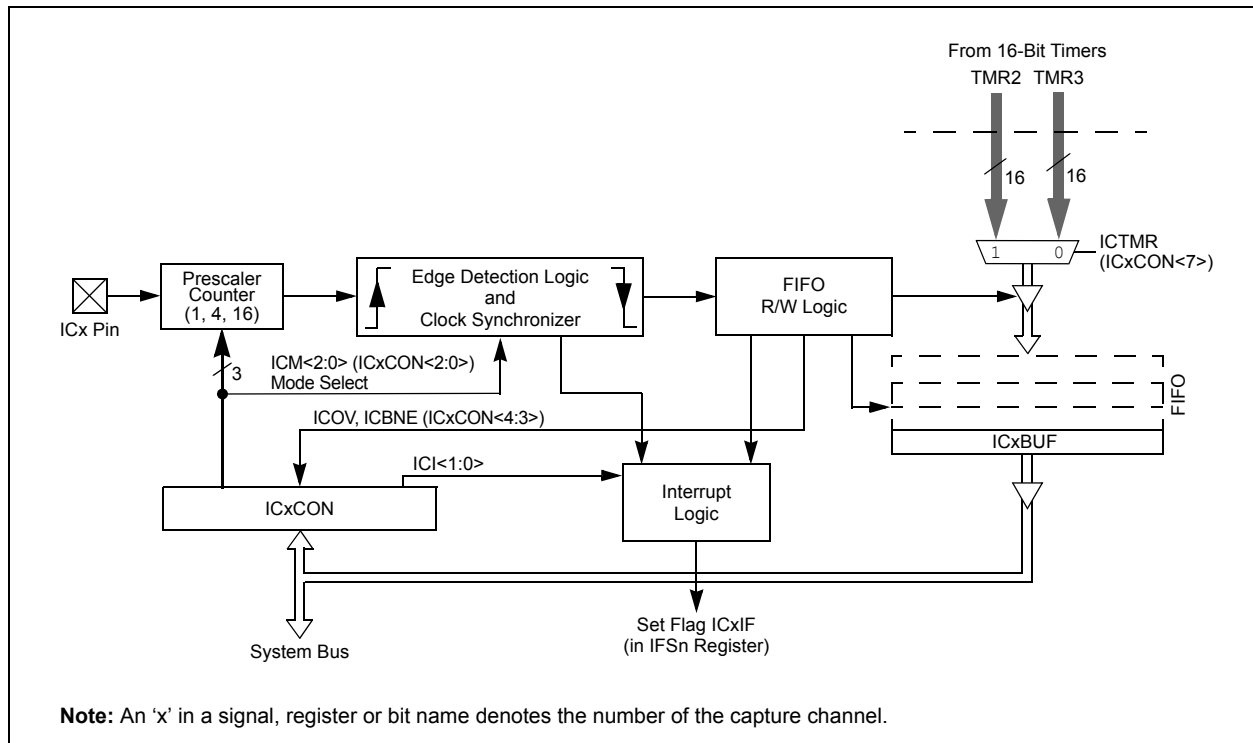 From 16-Bit Timers
TMR2 TMR3
16 16
1 0
ICTMR
(ICxCON<7>)
Prescaler
Counter
(1, 4, 16)
Edge Detection Logic
and
Clock Synchronizer
FIFO
R/W Logic
ICx Pin
3
ICM<2:0> (ICxCON<2:0>)
Mode Select
FIFO
ICOV, ICBNE (ICxCON<4:3>)
ICxBUF
ICI<1:0>
ICxCON
Interrupt
Logic
System Bus
Set Flag ICxIF
(in IFSn Register)
Note: An ‘x’ in a signal, register or bit name denotes the number of the capture channel.